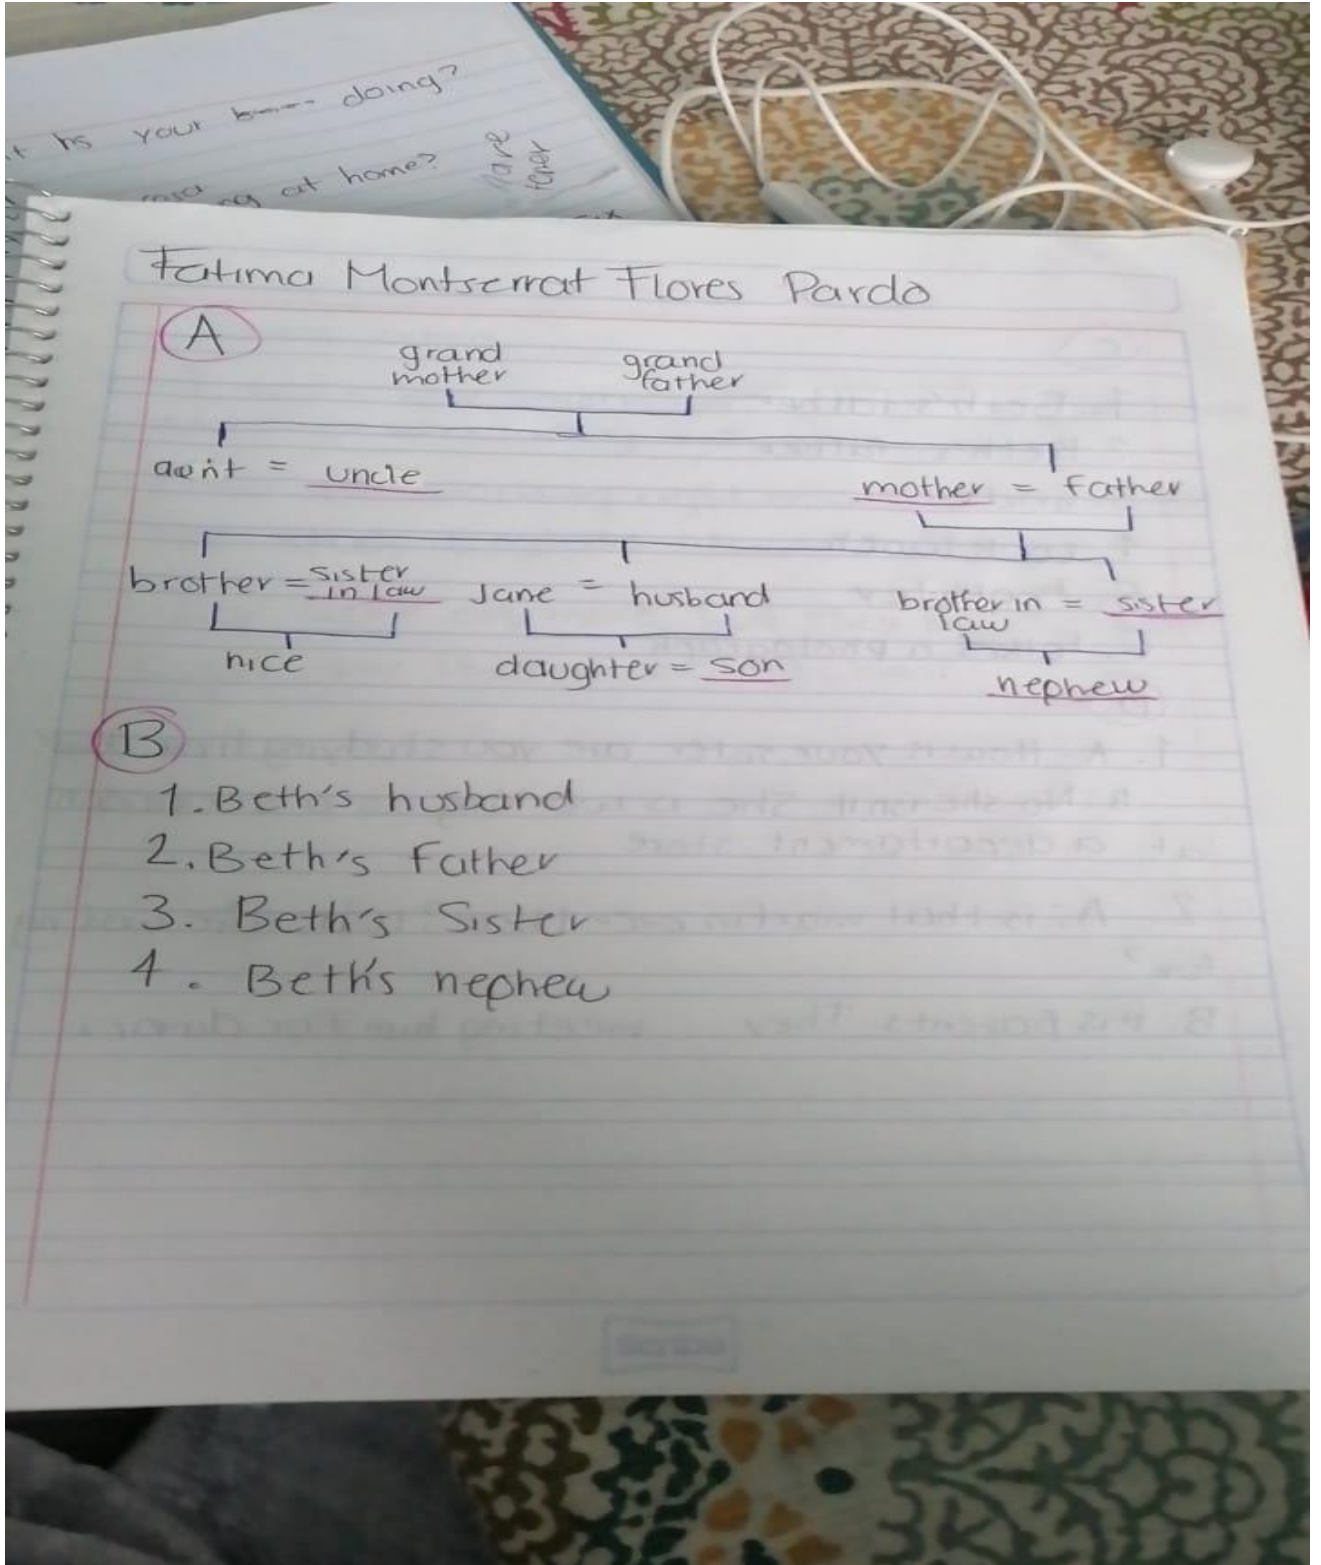 your doing?
at home?
Fatima Montserrat Flores Pardo
A
grand mother grand father
aunt = uncle
mother = father
brother = sister in law Jane = husband brother in law = sister
nice daughter = son nephew
B
1. Beth's husband
2. Beth's Father
3. Beth's Sister
4. Beth's nephew